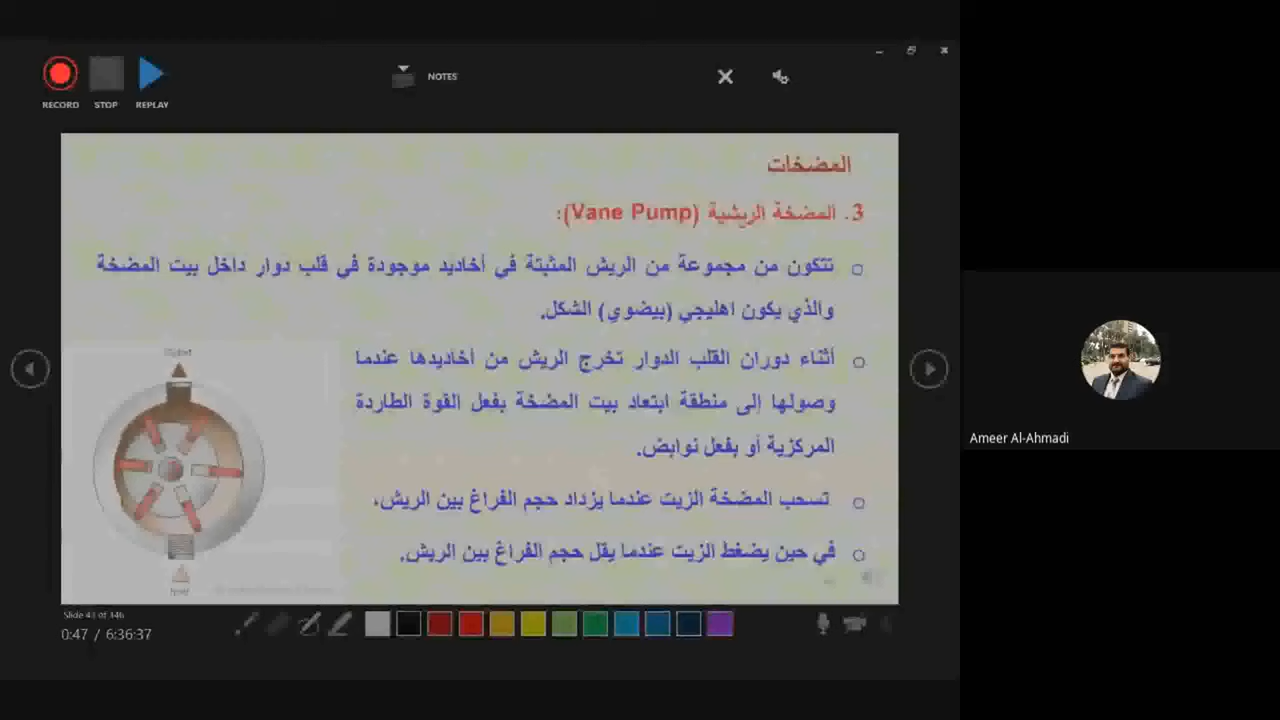 RECORD
STOP
REPLAY
NOTES
المضخات
3. المضخة الريشية (Vane Pump):
تتكون من مجموعة من الريش المثبتة في أخاديد موجودة في قلب دوار داخل بيت المضخة
والذي يكون اهليجي (بيضوي) الشكل.
أثناء دوران القلب الدوار تخرج الريش من أخاديدها عندما
وصولها إلى منطقة ابتعاد بيت المضخة بفعل القوة الطاردة
المركزية أو بفعل نوابض.
تسحب المضخة الزيت عندما يزداد حجم الفراغ بين الريش،
في حين يضغط الزيت عندما يقل حجم الفراغ بين الريش.
0:47 / 6:36:37
Ameer Al-Ahmadi